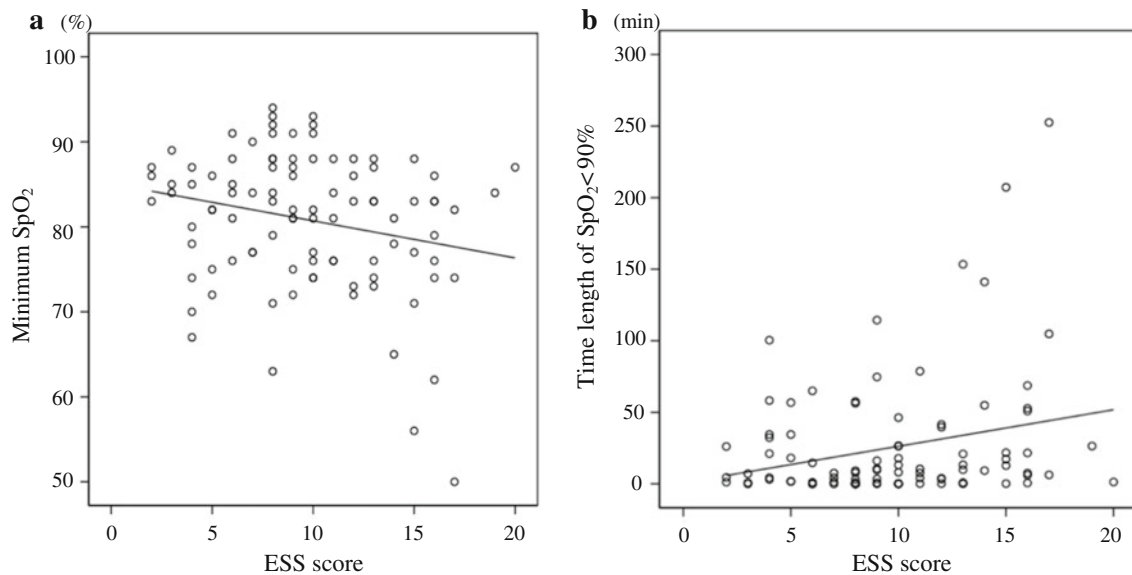 a (%)
100
90
80
70
60
50
Minimum SpO₂
0 5 10 15 20
ESS score
b (min)
300
250
200
150
100
50
0
Time length of SpO₂< 90%
0 5 10 15 20
ESS score